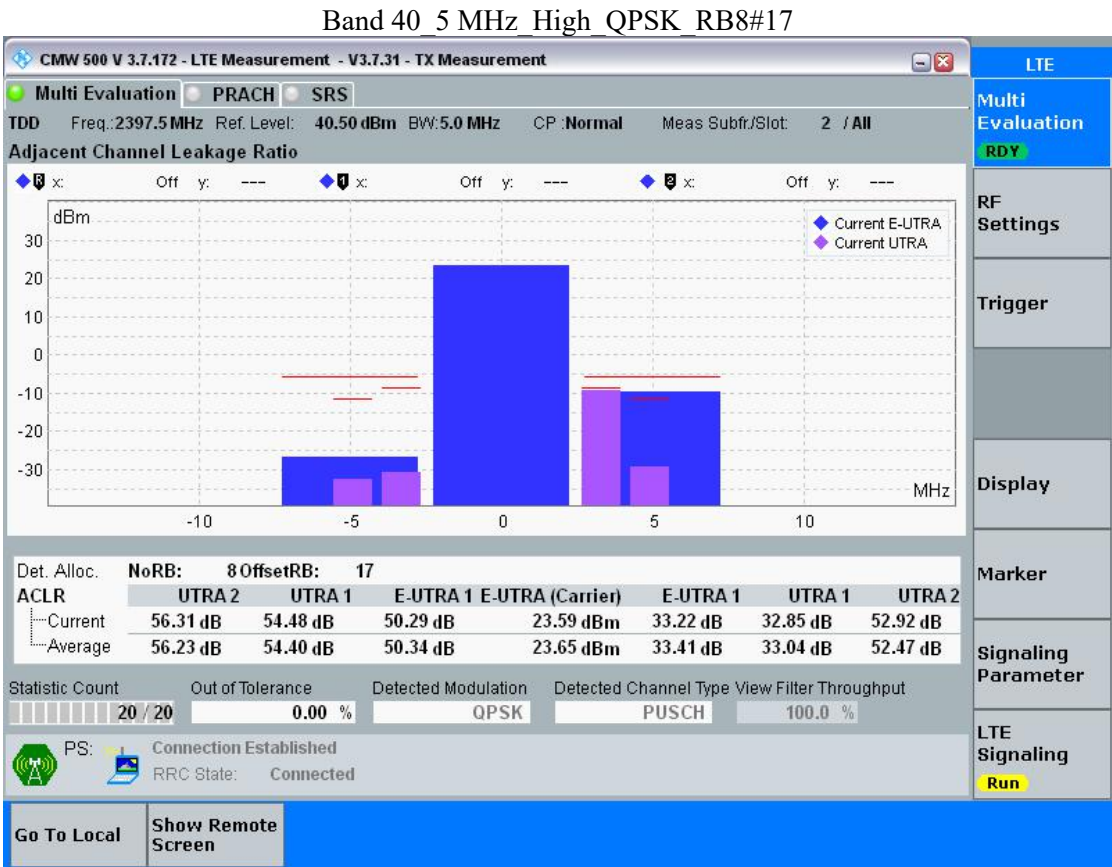 Band 40_5 MHz_High_QPSK_RB8#17
CMW 500 V 3.7.172 - LTE Measurement - V3.7.31 - TX Measurement
LTE
Multi Evaluation PRACH SRS
Multi Evaluation
RDY
TDD Freq.:2397.5 MHz Ref. Level: 40.50 dBm BW:5.0 MHz CP :Normal Meas Subfr./Slot: 2 / All
Adjacent Channel Leakage Ratio
R x: Off y: --- 1 x: Off y: --- 2 x: Off y: ---
dBm
Current E-UTRA
Current UTRA
30
20
10
0
-10
-20
-30
MHz
-10 -5 0 5 10
RF Settings
Trigger
Display
Marker
Signaling Parameter
LTE Signaling
Run
Det. Alloc. NoRB: 8 OffsetRB: 17
ACLR UTRA 2 UTRA 1 E-UTRA 1 E-UTRA (Carrier) E-UTRA 1 UTRA 1 UTRA 2
Current 56.31 dB 54.48 dB 50.29 dB 23.59 dBm 33.22 dB 32.85 dB 52.92 dB
Average 56.23 dB 54.40 dB 50.34 dB 23.65 dBm 33.41 dB 33.04 dB 52.47 dB
Statistic Count Out of Tolerance Detected Modulation Detected Channel Type View Filter Throughput
20 / 20 0.00 % QPSK PUSCH 100.0 %
PS: Connection Established
RRC State: Connected
Go To Local
Show Remote Screen